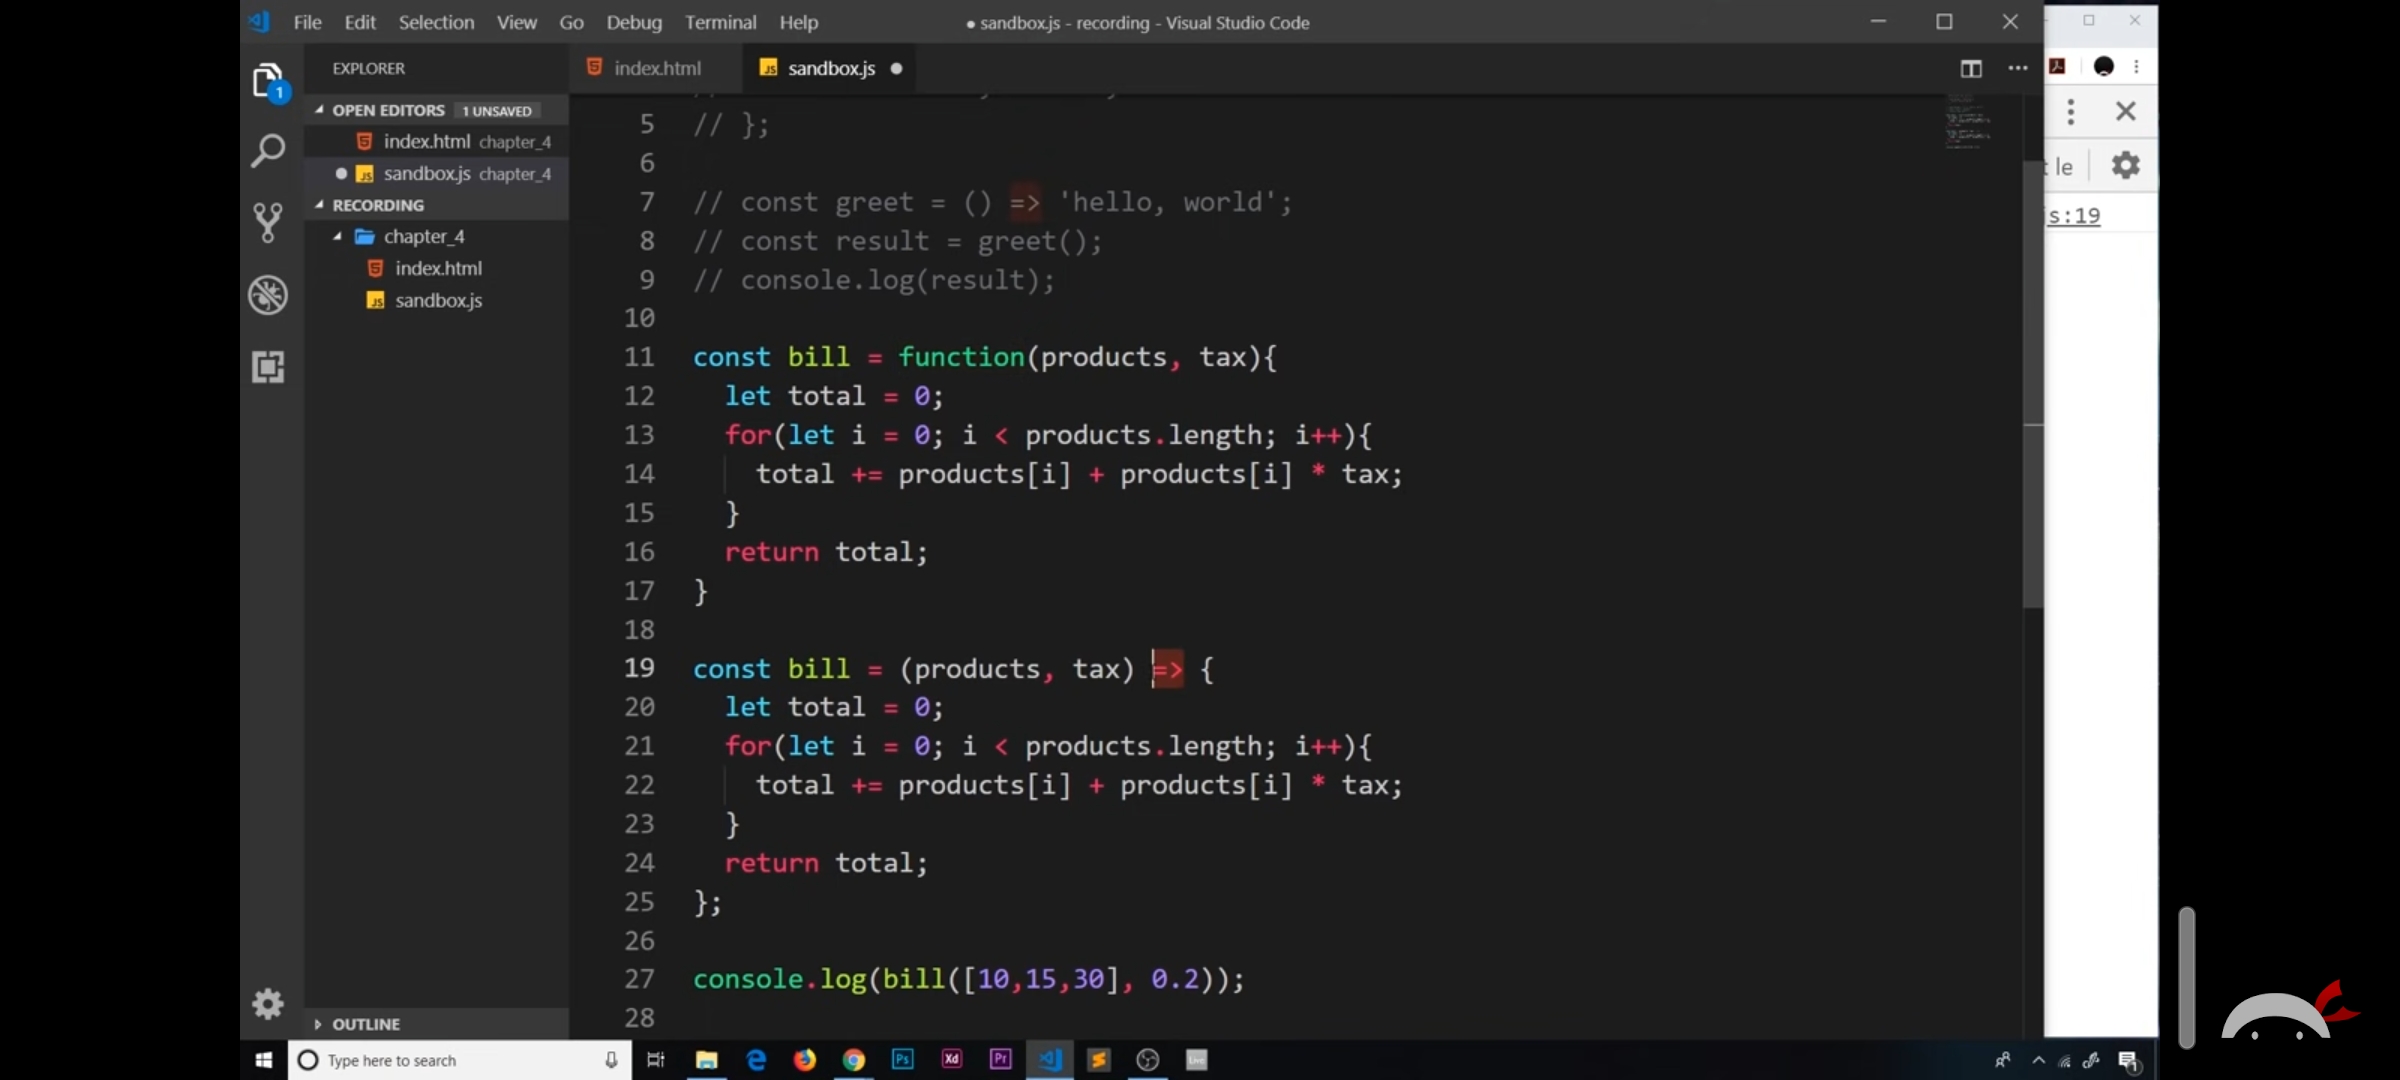 File Edit Selection View Go Debug Terminal Help
● sandbox.js - recording - Visual Studio Code
EXPLORER
index.html
sandbox.js
OPEN EDITORS 1 UNSAVED
index.html chapter_4
sandbox.js chapter_4
RECORDING
chapter_4
index.html
sandbox.js
OUTLINE
5 // };
6
7 // const greet = () => 'hello, world';
8 // const result = greet();
9 // console.log(result);
10
11 const bill = function(products, tax){
12 let total = 0;
13 for(let i = 0; i < products.length; i++){
14 total += products[i] + products[i] * tax;
15 }
16 return total;
17 }
18
19 const bill = (products, tax) => {
20 let total = 0;
21 for(let i = 0; i < products.length; i++){
22 total += products[i] + products[i] * tax;
23 }
24 return total;
25 };
26
27 console.log(bill([10,15,30], 0.2));
28
le
js:19
Type here to search
Ps Xd Pr
1